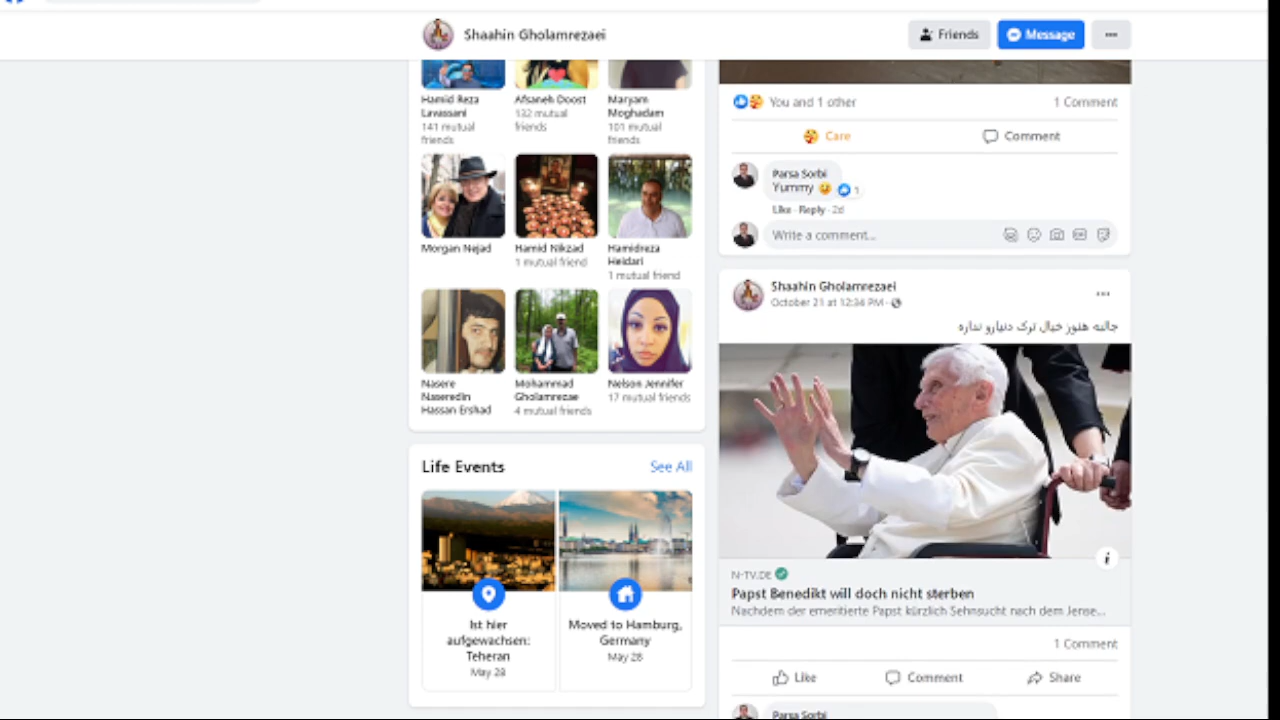 Shaahin Gholamrezaei
Friends
Message
Hamid Reza
Lavassani
141 mutual
friends
Afsaneh Doost
132 mutual
friends
Maryam
Moghadam
101 mutual
friends
Morgan Nejad
Hamid Nikzad
1 mutual friend
Hamidreza
Heidari
1 mutual friend
Nasere
Naseredin
Hassan Ershad
Mohammad
Gholamrezae
4 mutual friends
Nelson Jennifer
17 mutual friends
Life Events
See All
Ist hier
aufgewachsen:
Teheran
May 28
Moved to Hamburg,
Germany
May 28
You and 1 other
1 Comment
Care
Comment
Parsa Sorbi
Yummy
1
Like · Reply · 2d
Write a comment...
Shaahin Gholamrezaei
October 21 at 12:34 PM ·
جالبه هنوز خیال ترک دنیارو نداره
N-TV.DE
Papst Benedikt will doch nicht sterben
Nachdem der emeritierte Papst kürzlich Sehnsucht nach dem Jense...
1 Comment
Like
Comment
Share
Parsa Sorbi